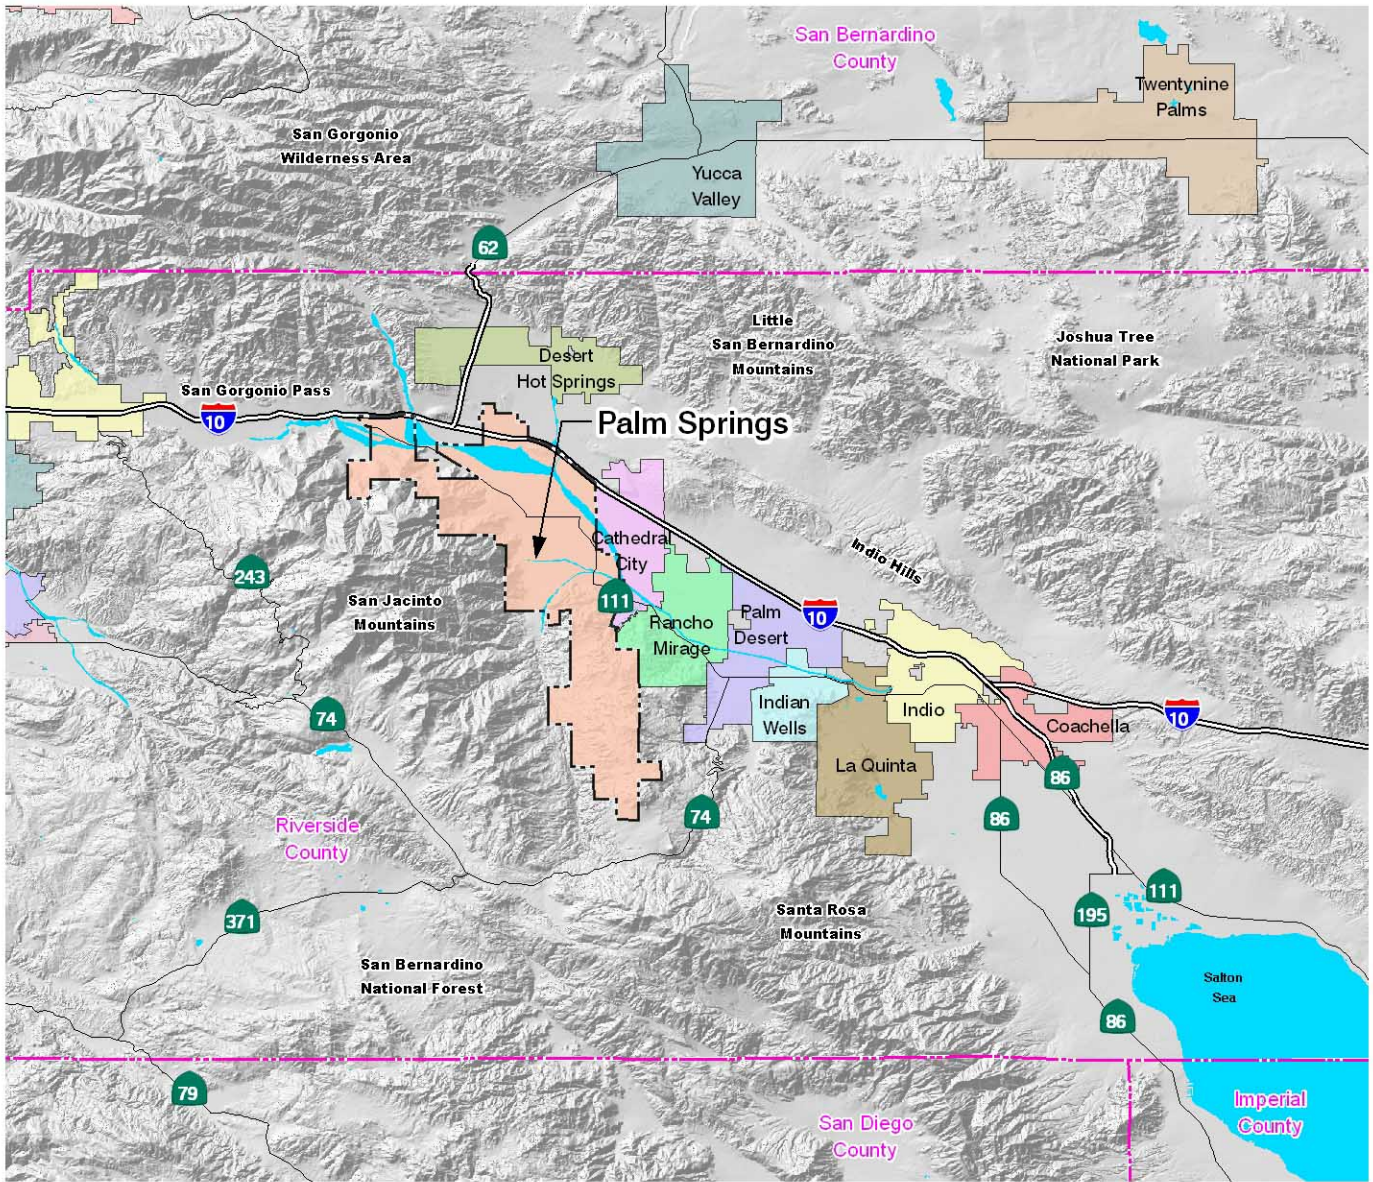 San Bernardino
County
Twentynine
Palms
San Gorgonio
Wilderness Area
Yucca
Valley
62
Little
San Bernardino
Mountains
Joshua Tree
National Park
Desert
Hot Springs
San Gorgonio Pass
10
Palm Springs
Cathedral
City
Indio Hills
243
San Jacinto
Mountains
111
Rancho
Mirage
Palm
Desert
10
Indian
Wells
Indio
74
Coachella
10
La Quinta
86
74
86
Riverside
County
111
195
371
Santa Rosa
Mountains
San Bernardino
National Forest
Salton
Sea
86
79
Imperial
County
San Diego
County